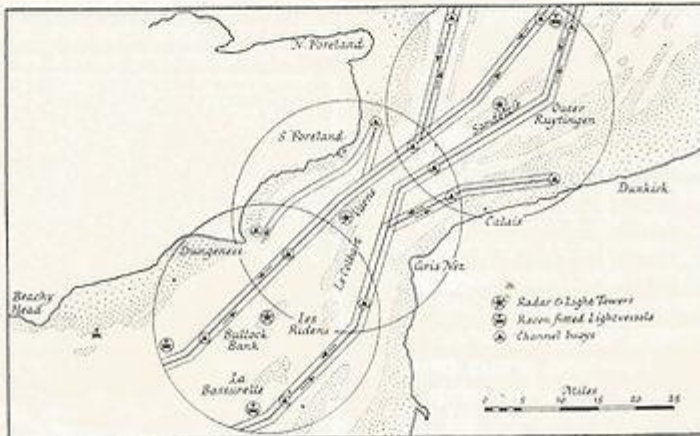 N. Foreland
S. Foreland
Sandettie
Outer
Ruytingen
Dunkirk
Calais
Varne
Le Colbart
Gris Nez
Dungeness
Beachy
Head
Les
Ridens
Bullock
Bank
La
Bassurelle
Radar & Light Towers
Racon fitted Lightvessels
Channel buoys
Miles
0 5 10 15 20 25